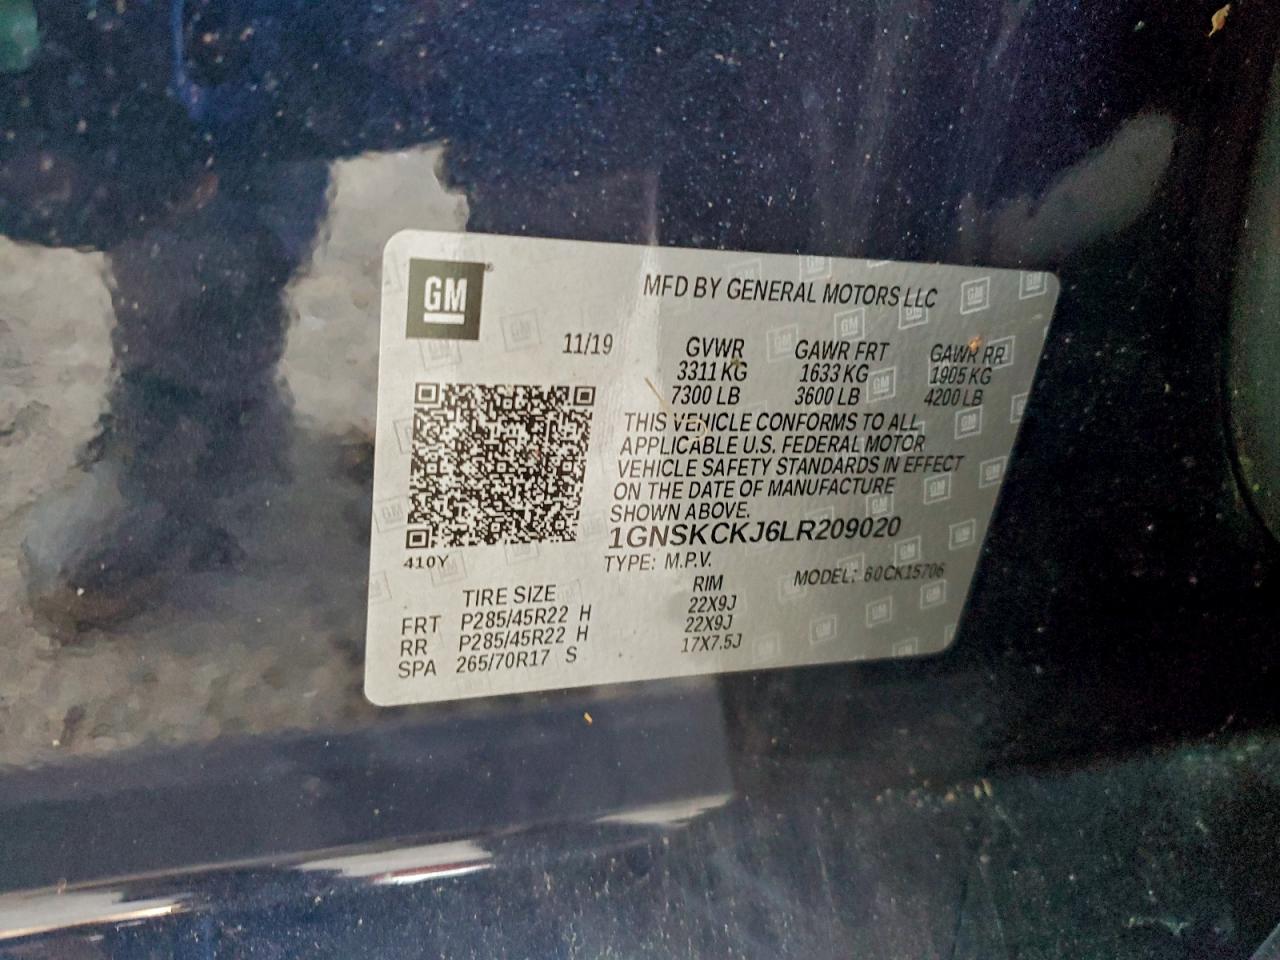 GM
MFD BY GENERAL MOTORS LLC
11/19
GVWR GAWR FRT GAWR RR
3311 KG 1633 KG 1905 KG
7300 LB 3600 LB 4200 LB
THIS VEHICLE CONFORMS TO ALL
APPLICABLE U.S. FEDERAL MOTOR
VEHICLE SAFETY STANDARDS IN EFFECT
ON THE DATE OF MANUFACTURE
SHOWN ABOVE.
1GNSKCKJ6LR209020
410Y
TYPE: M.P.V. MODEL: 60CK15706
TIRE SIZE RIM
FRT P285/45R22 H 22X9J
RR P285/45R22 H 22X9J
SPA 265/70R17 S 17X7.5J